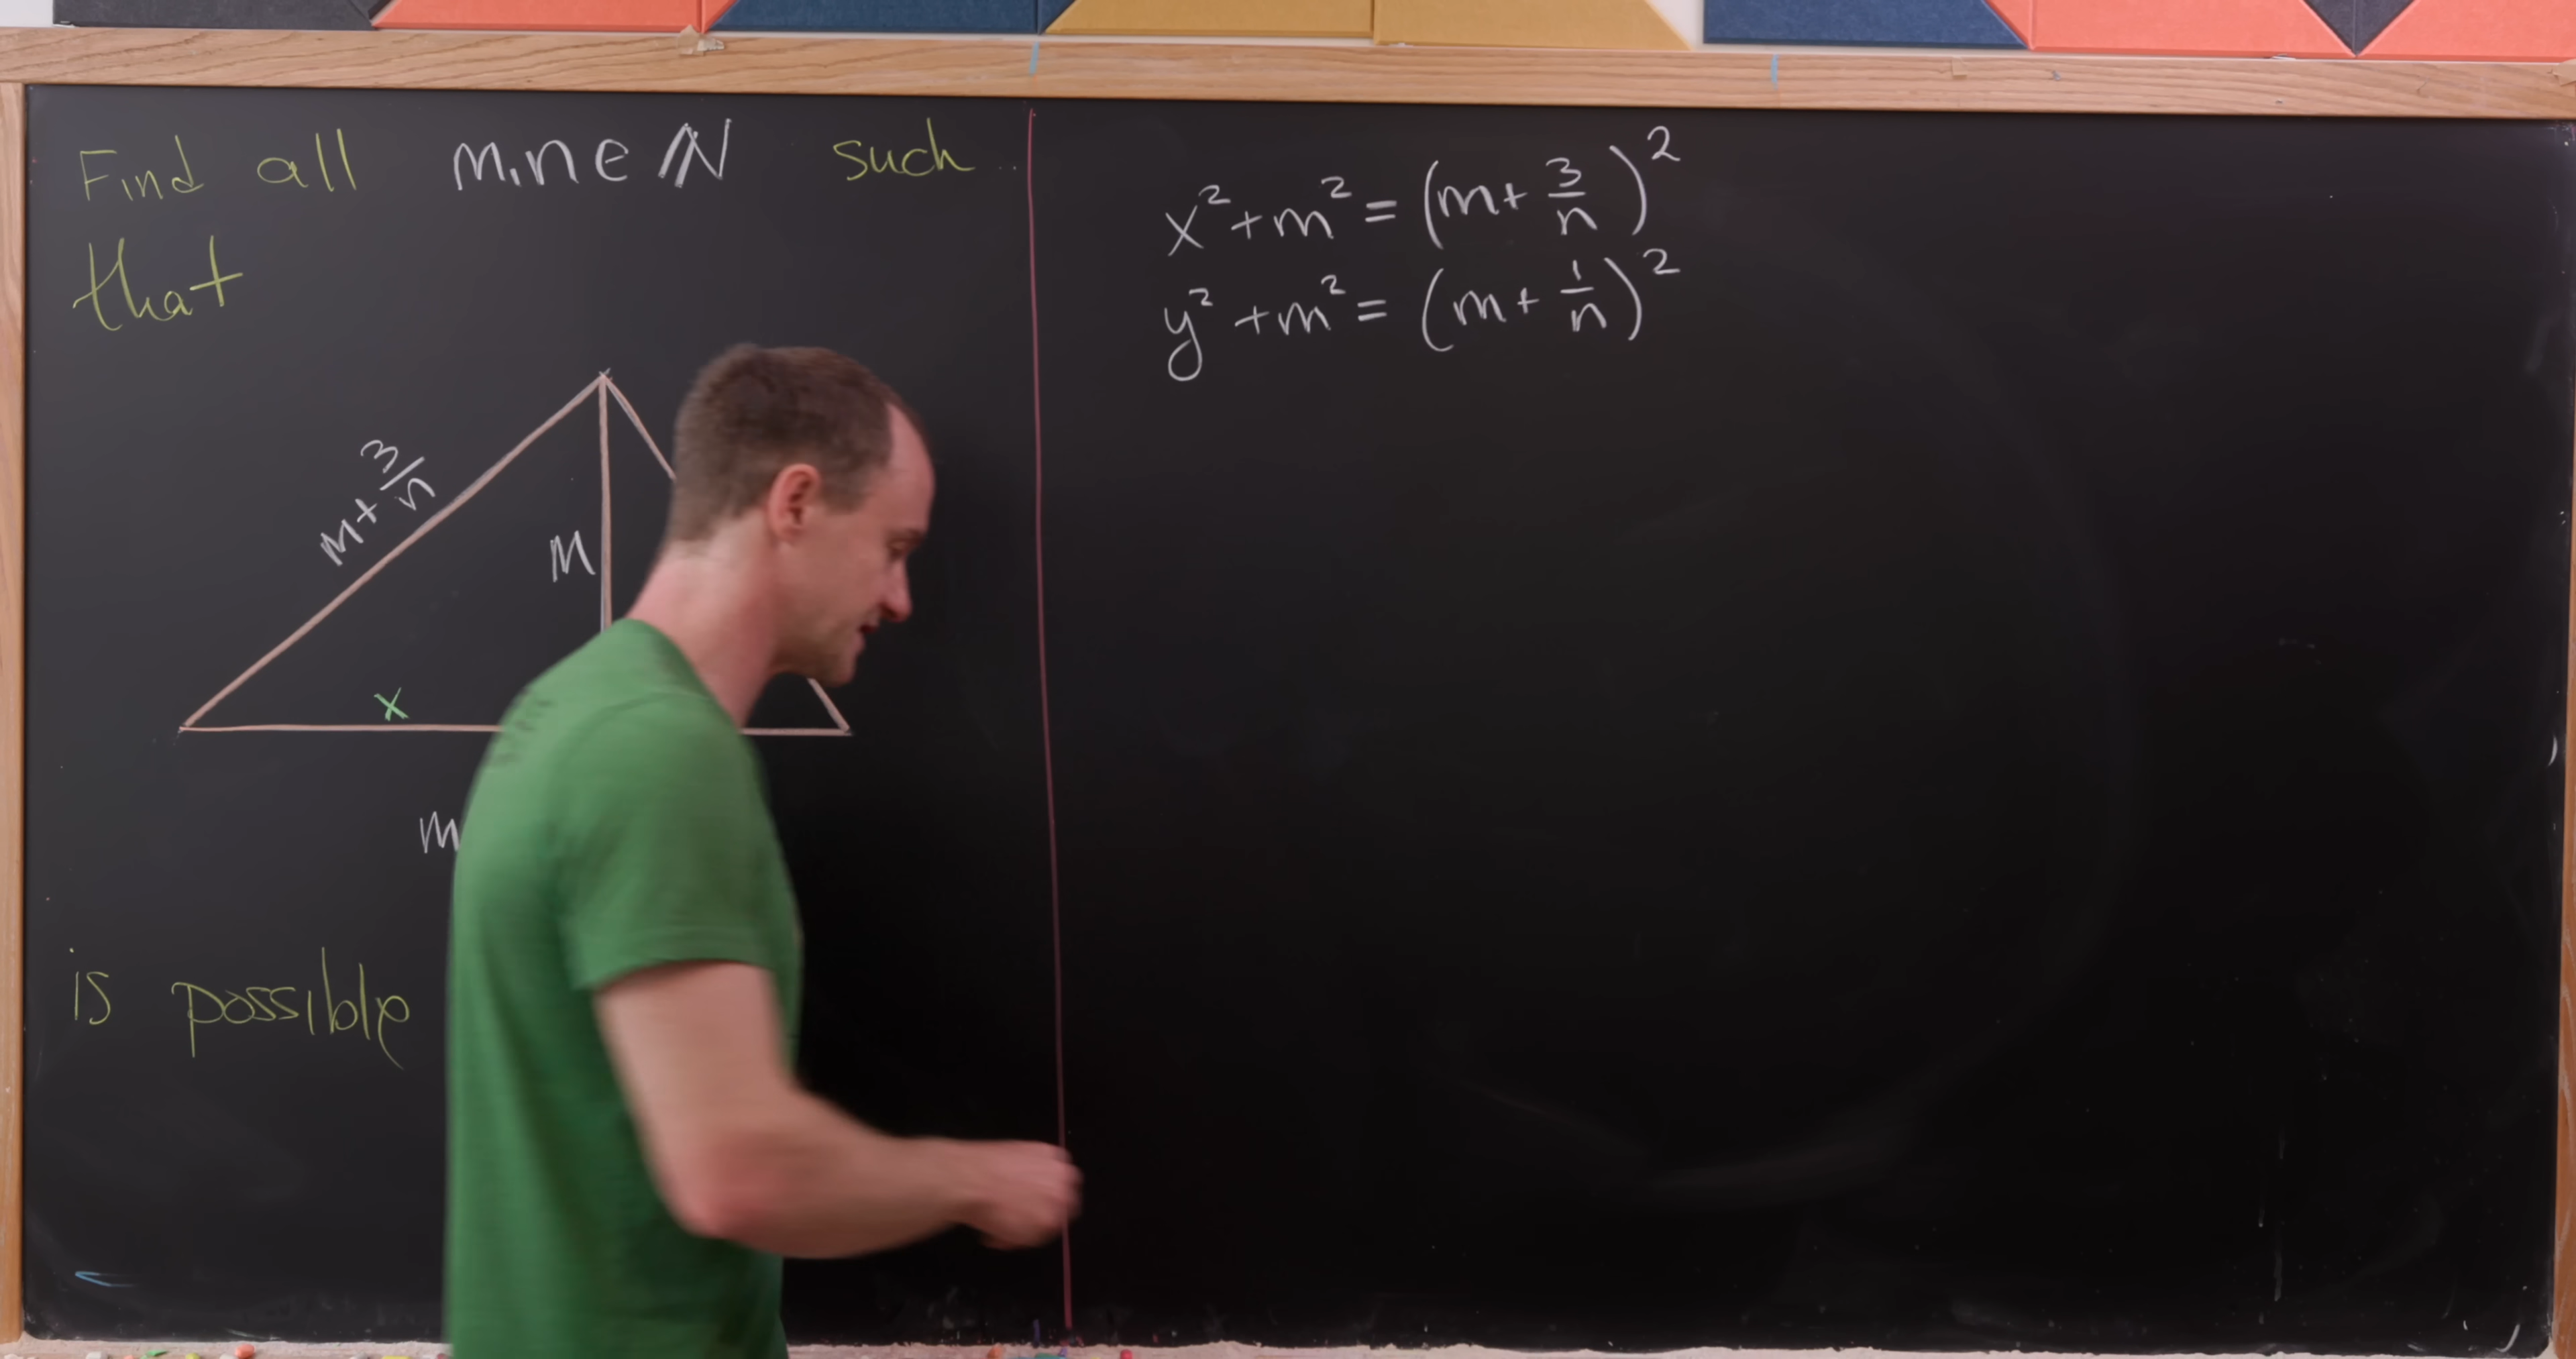 Find all m,n∈ℕ such
that
m+3/n
m
x
m
is possible
x²+m²=(m+3/n)²
y²+m²=(m+1/n)²